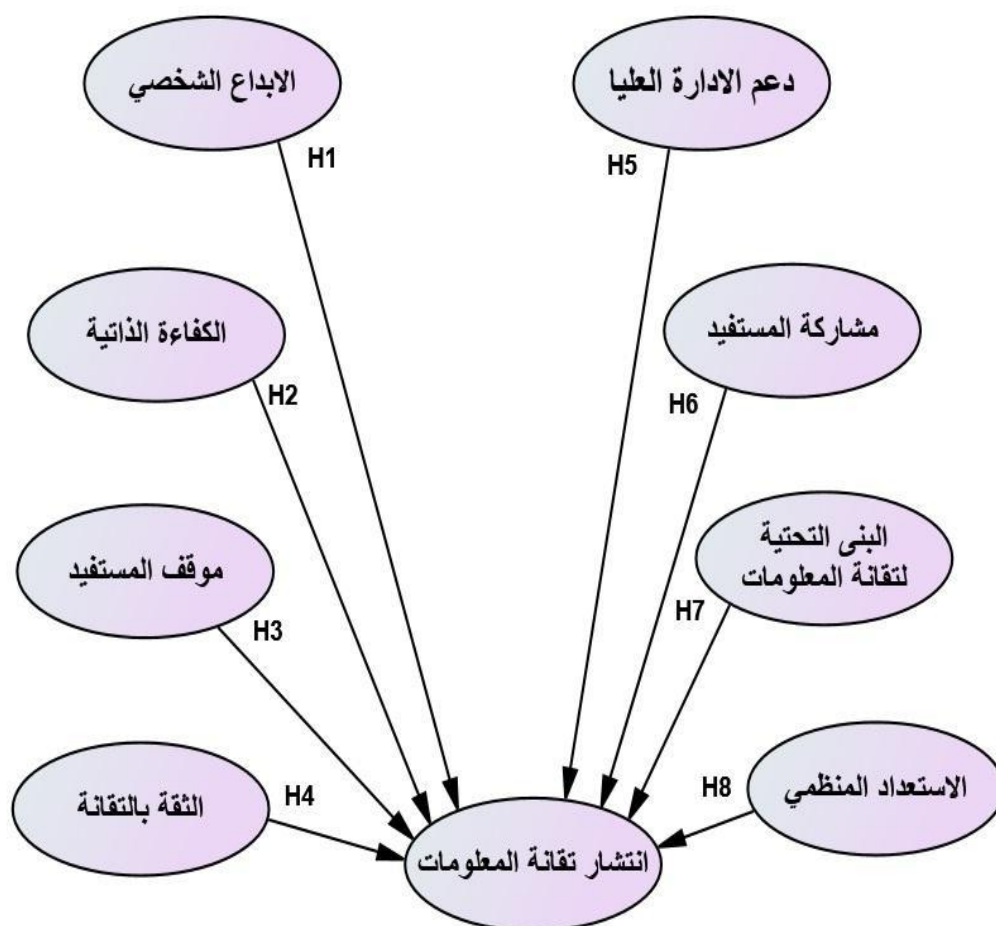 الابداع الشخصي
دعم الادارة العليا
H1
H5
الكفاءة الذاتية
مشاركة المستفيد
H2
H6
موقف المستفيد
البنى التحتية
لتقانة المعلومات
H3
H7
الثقة بالتقانة
الاستعداد المنظمي
H4
H8
انتشار تقانة المعلومات